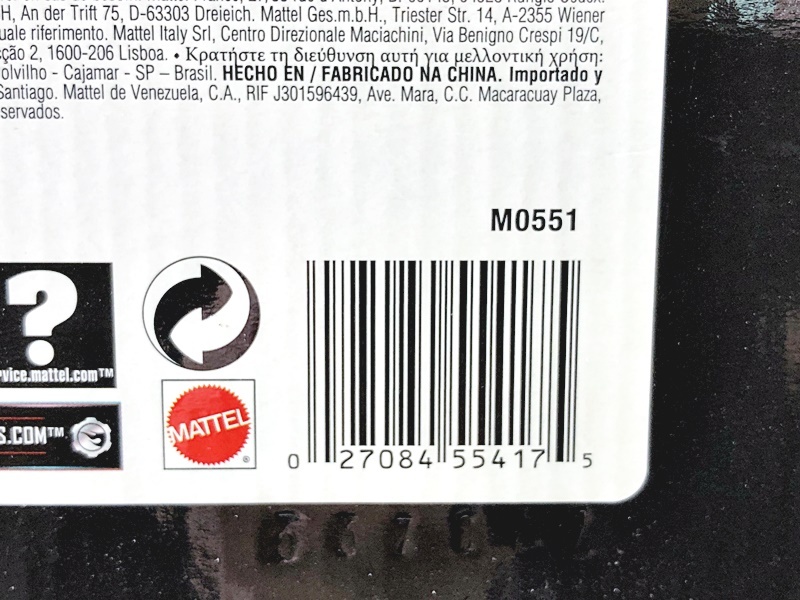 H, An der Trift 75, D-63303 Dreieich. Mattel Ges.m.b.H., Triester Str. 14, A-2355 Wiener
uale riferimento. Mattel Italy Srl, Centro Direzionale Maciachini, Via Benigno Crespi 19/C,
ção 2, 1600-206 Lisboa. • Κρατήστε τη διεύθυνση αυτή για μελλοντική χρήση:
olvilho - Cajamar - SP – Brasil. HECHO EN / FABRICADO NA CHINA. Importado y
Santiago. Mattel de Venezuela, C.A., RIF J301596439, Ave. Mara, C.C. Macaracuay Plaza,
servados.
M0551
?
rvice.mattel.com™
S.COM™
MATTEL®
0 27084 55417 5